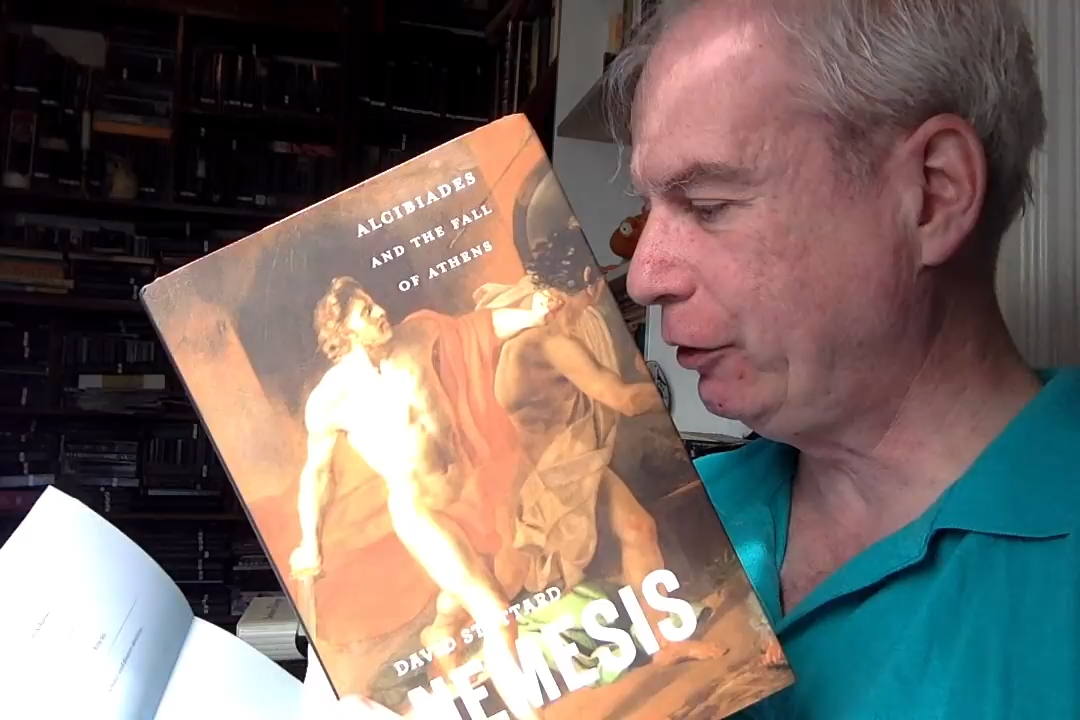 ALCIBIADES
AND THE FALL
OF ATHENS
DAVID STUTTARD
NEMESIS